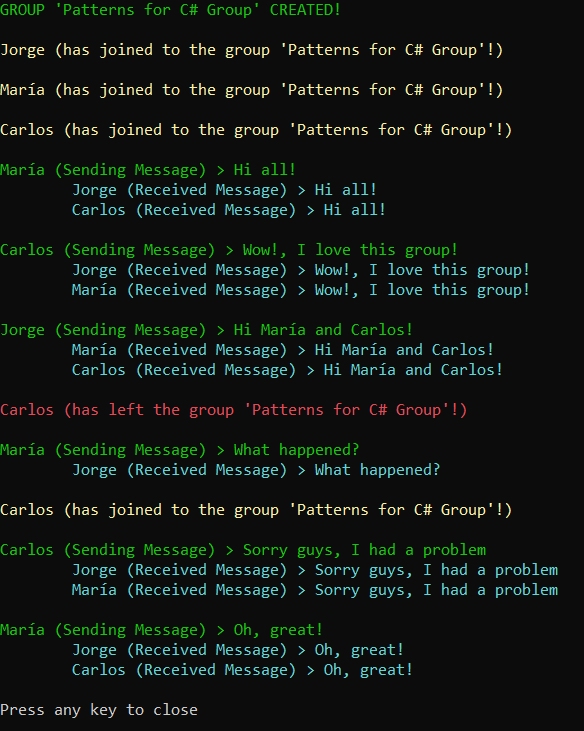 GROUP 'Patterns for C# Group' CREATED!
Jorge (has joined to the group 'Patterns for C# Group'!)
María (has joined to the group 'Patterns for C# Group'!)
Carlos (has joined to the group 'Patterns for C# Group'!)
María (Sending Message) > Hi all!
Jorge (Received Message) > Hi all!
Carlos (Received Message) > Hi all!
Carlos (Sending Message) > Wow!, I love this group!
Jorge (Received Message) > Wow!, I love this group!
María (Received Message) > Wow!, I love this group!
Jorge (Sending Message) > Hi María and Carlos!
María (Received Message) > Hi María and Carlos!
Carlos (Received Message) > Hi María and Carlos!
Carlos (has left the group 'Patterns for C# Group'!)
María (Sending Message) > What happened?
Jorge (Received Message) > What happened?
Carlos (has joined to the group 'Patterns for C# Group'!)
Carlos (Sending Message) > Sorry guys, I had a problem
Jorge (Received Message) > Sorry guys, I had a problem
María (Received Message) > Sorry guys, I had a problem
María (Sending Message) > Oh, great!
Jorge (Received Message) > Oh, great!
Carlos (Received Message) > Oh, great!
Press any key to close